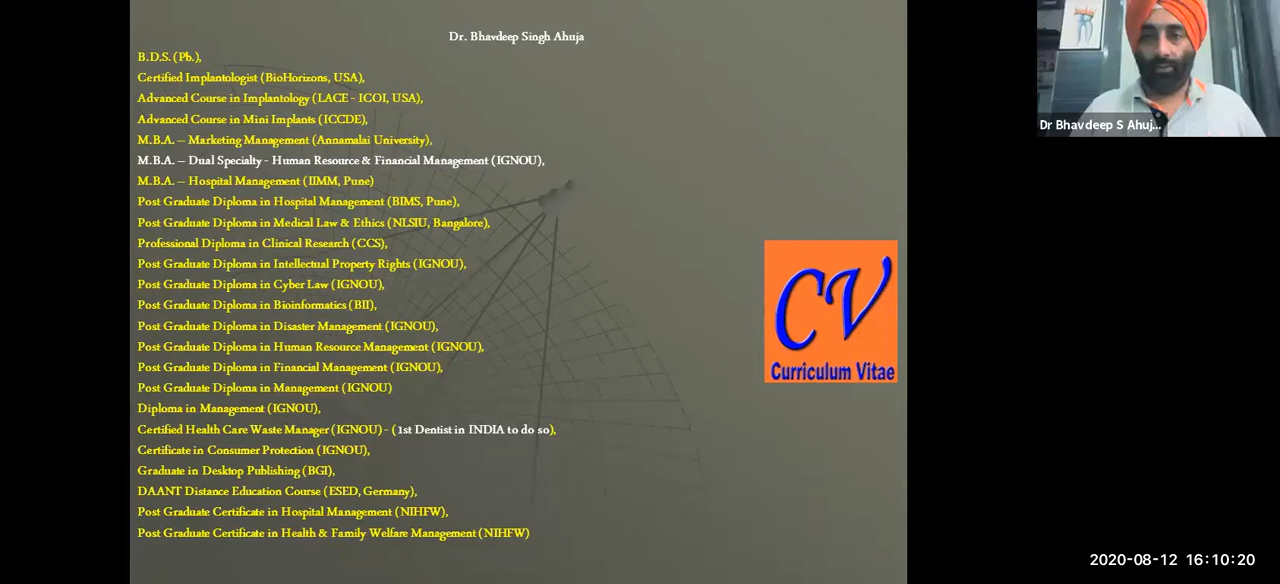 Dr. Bhavdeep Singh Ahuja
B.D.S. (Pb.),
Certified Implantologist (BioHorizons, USA),
Advanced Course in Implantology (LACE - ICOI, USA),
Advanced Course in Mini Implants (ICCDE),
M.B.A. – Marketing Management (Annamalai University),
M.B.A. – Dual Specialty - Human Resource & Financial Management (IGNOU),
M.B.A. – Hospital Management (IIMM, Pune)
Post Graduate Diploma in Hospital Management (BIMS, Pune),
Post Graduate Diploma in Medical Law & Ethics (NLSIU, Bangalore),
Professional Diploma in Clinical Research (CCS),
Post Graduate Diploma in Intellectual Property Rights (IGNOU),
Post Graduate Diploma in Cyber Law (IGNOU),
Post Graduate Diploma in Bioinformatics (BII),
Post Graduate Diploma in Disaster Management (IGNOU),
Post Graduate Diploma in Human Resource Management (IGNOU),
Post Graduate Diploma in Financial Management (IGNOU),
Post Graduate Diploma in Management (IGNOU)
Diploma in Management (IGNOU),
Certified Health Care Waste Manager (IGNOU) - (1st Dentist in INDIA to do so),
Certificate in Consumer Protection (IGNOU),
Graduate in Desktop Publishing (BGI),
DAANT Distance Education Course (ESED, Germany),
Post Graduate Certificate in Hospital Management (NIHFW),
Post Graduate Certificate in Health & Family Welfare Management (NIHFW)
CV
Curriculum Vitae
Dr Bhavdeep S Ahuj...
2020-08-12 16:10:20